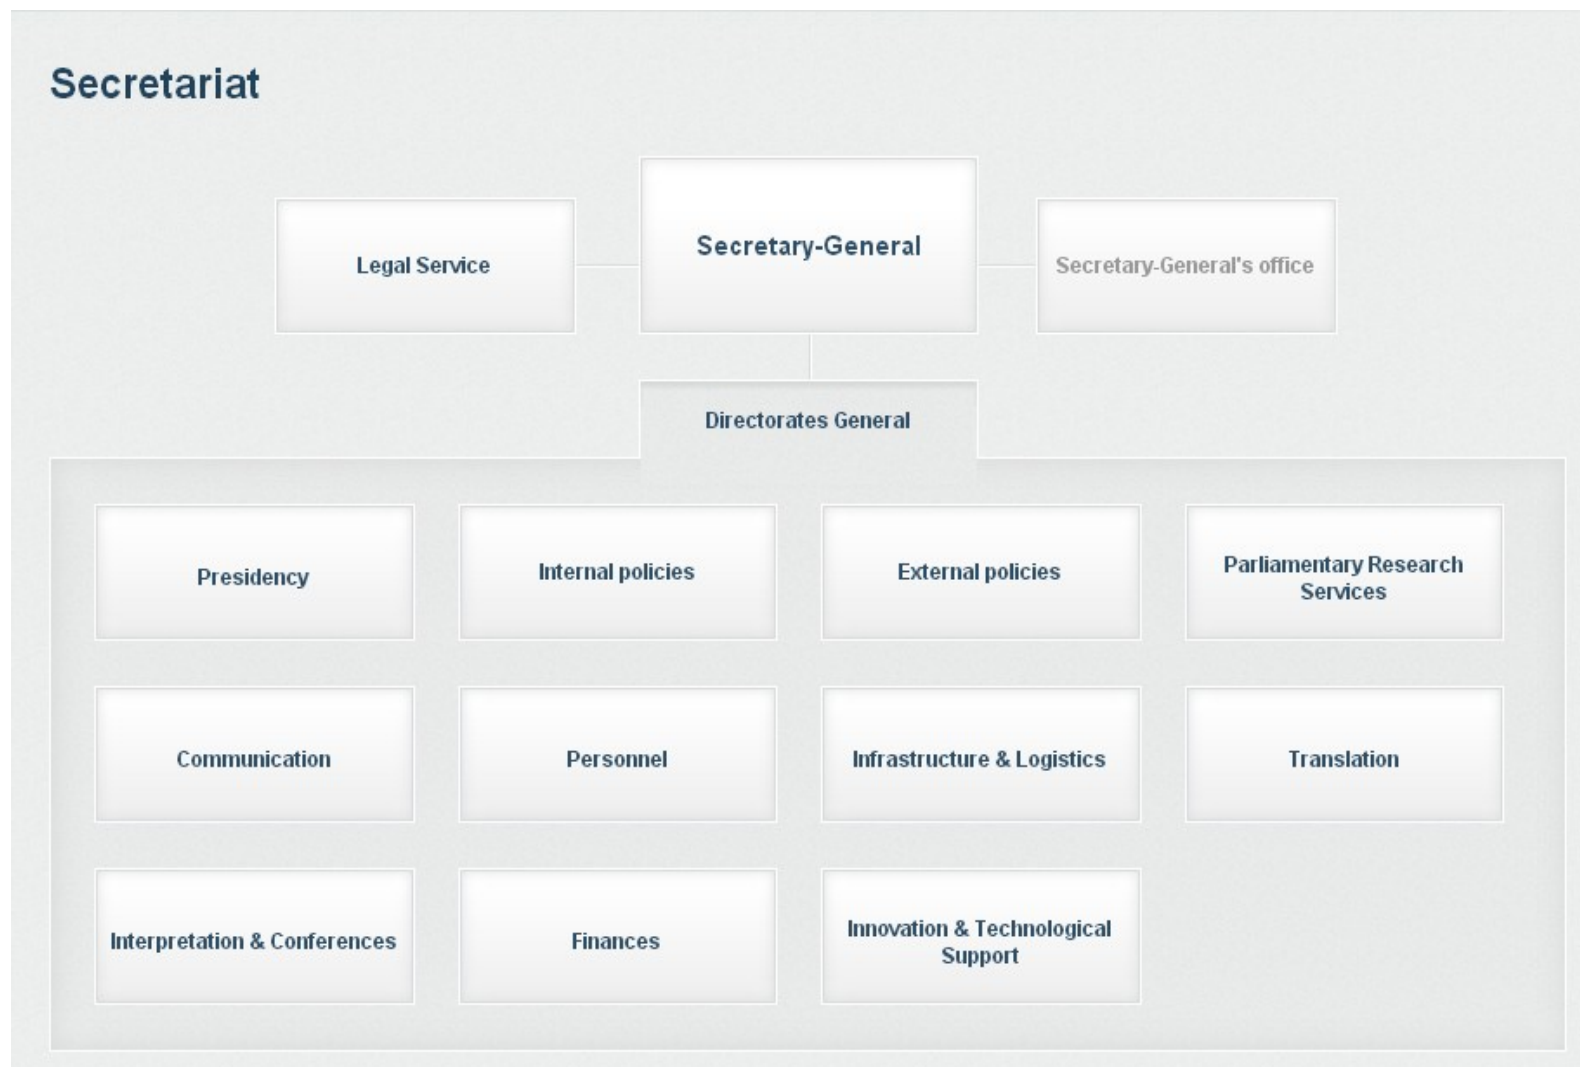 Secretariat
Legal Service
Secretary-General
Secretary-General's office
Directorates General
Presidency
Internal policies
External policies
Parliamentary Research
Services
Communication
Personnel
Infrastructure & Logistics
Translation
Interpretation & Conferences
Finances
Innovation & Technological
Support